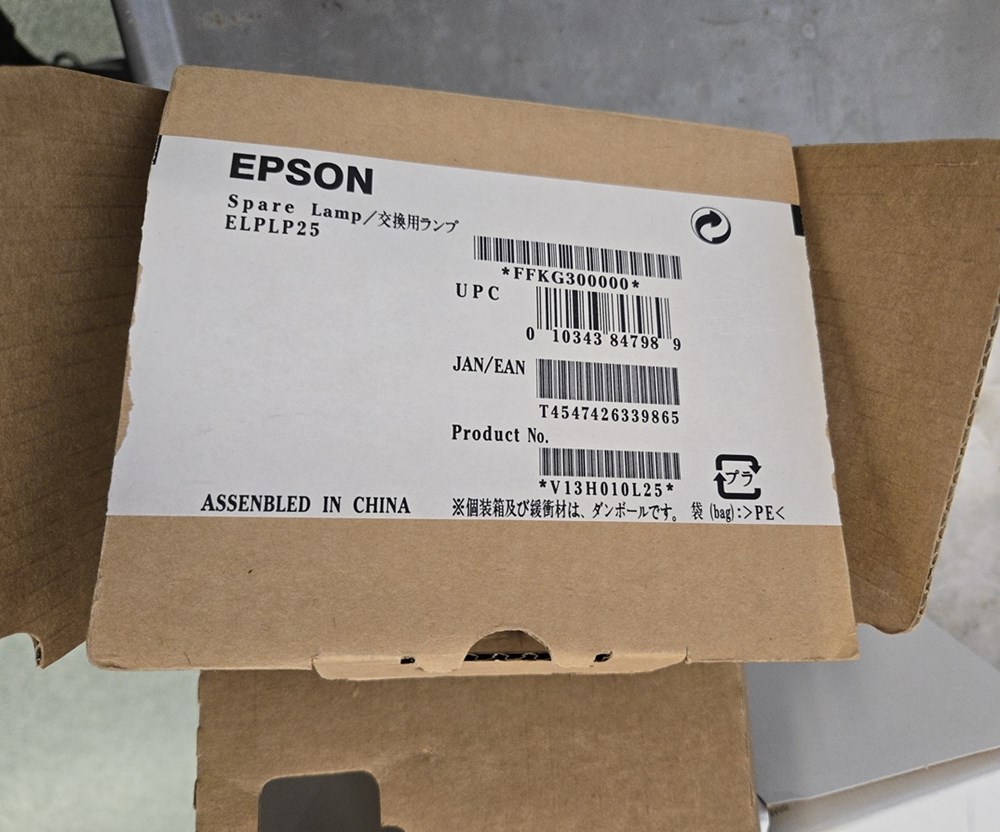 EPSON
Spare Lamp/交換用ランプ
ELPLP25
*FFKG300000*
UPC
0 10343 84798 9
JAN/EAN
T4547426339865
Product No.
*V13H010L25*
プラ
ASSENBLED IN CHINA
※個装箱及び緩衝材は、ダンボールです。 袋 (bag):>PE<